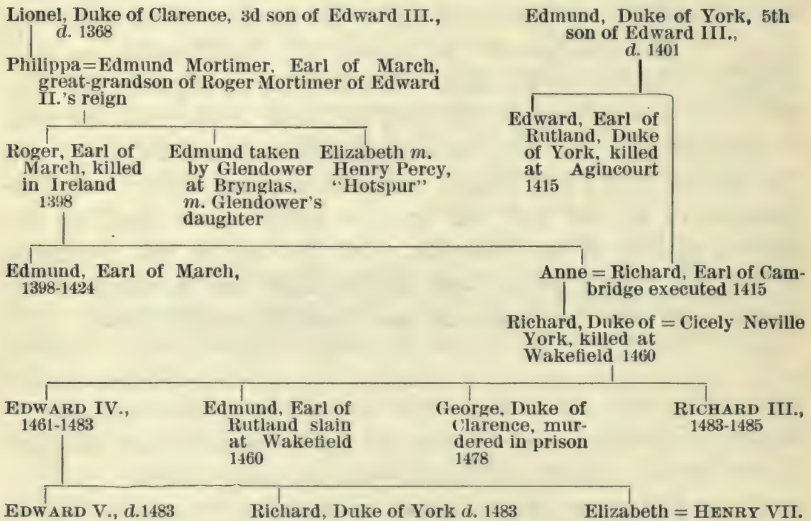 Lionel, Duke of Clarence, 3d son of Edward III.,
d. 1368
Edmund, Duke of York, 5th
son of Edward III.,
d. 1401
Philippa=Edmund Mortimer, Earl of March,
great-grandson of Roger Mortimer of Edward
II.'s reign
Edward, Earl of
Rutland, Duke
of York, killed
at Agincourt
1415
Roger, Earl of
March, killed
in Ireland
1398
Edmund taken
by Glendower
at Brynglas,
m. Glendower's
daughter
Elizabeth m.
Henry Percy,
"Hotspur"
Edmund, Earl of March,
1398-1424
Anne = Richard, Earl of Cam-
bridge executed 1415
Richard, Duke of = Cicely Neville
York, killed at
Wakefield 1460
EDWARD IV.,
1461-1483
Edmund, Earl of
Rutland slain
at Wakefield
1460
George, Duke of
Clarence, mur-
dered in prison
1478
RICHARD III.,
1483-1485
EDWARD V., d.1483
Richard, Duke of York d. 1483
Elizabeth = HENRY VII.